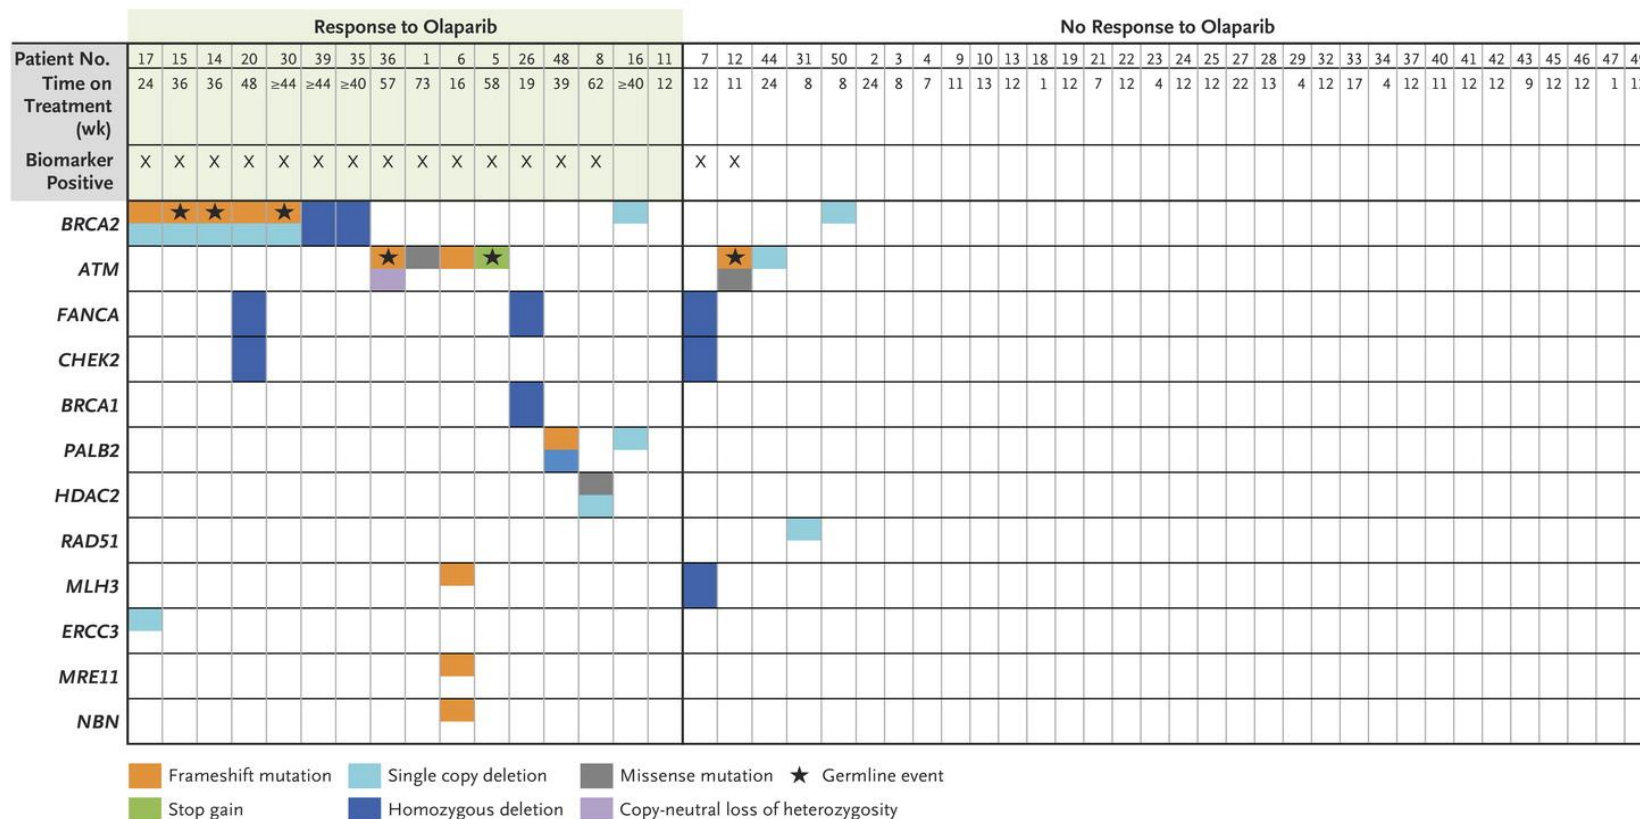 Response to Olaparib No Response to Olaparib
Patient No. 17 15 14 20 30 39 35 36 1 6 5 26 48 8 16 11 7 12 44 31 50 2 3 4 9 10 13 18 19 21 22 23 24 25 27 28 29 32 33 34 37 40 41 42 43 45 46 47
Time on 24 36 36 48 ≥44 ≥44 ≥40 57 73 16 58 19 39 62 ≥40 12 12 11 24 8 8 24 8 7 11 13 12 1 12 7 12 4 12 12 22 13 4 12 17 4 12 11 12 12 9 12 12 1
Treatment
(wk)
Biomarker X X X X X X X X X X X X X X X X
Positive
BRCA2
ATM
FANCA
CHEK2
BRCA1
PALB2
HDAC2
RAD51
MLH3
ERCC3
MRE11
NBN
Frameshift mutation Single copy deletion Missense mutation ★ Germline event
Stop gain Homozygous deletion Copy-neutral loss of heterozygosity